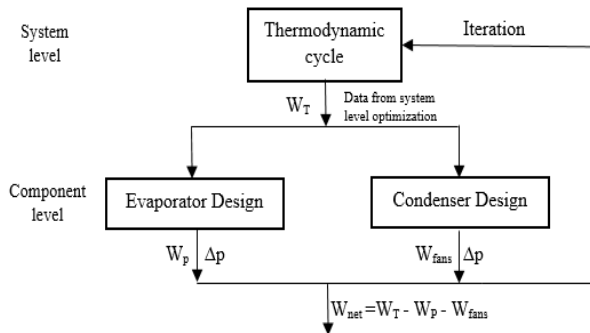 System
level
Thermodynamic
cycle
Iteration
W_T
Data from system
level optimization
Component
level
Evaporator Design
Condenser Design
W_p Δp
W_fans Δp
W_net =W_T - W_P - W_fans